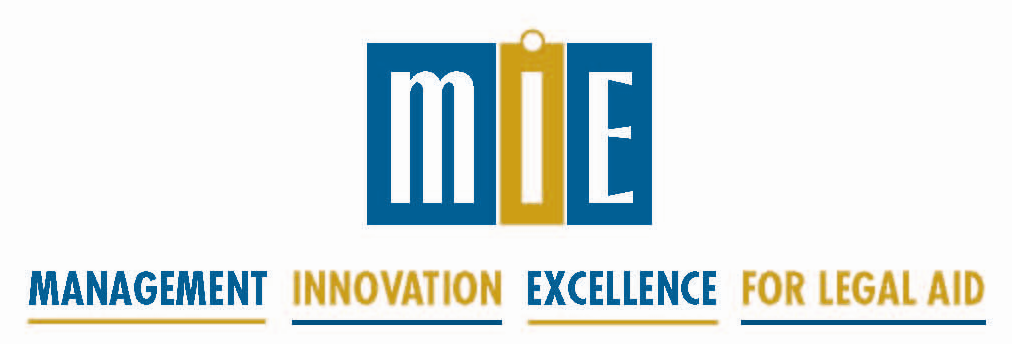 MIE
MANAGEMENT INNOVATION EXCELLENCE FOR LEGAL AID